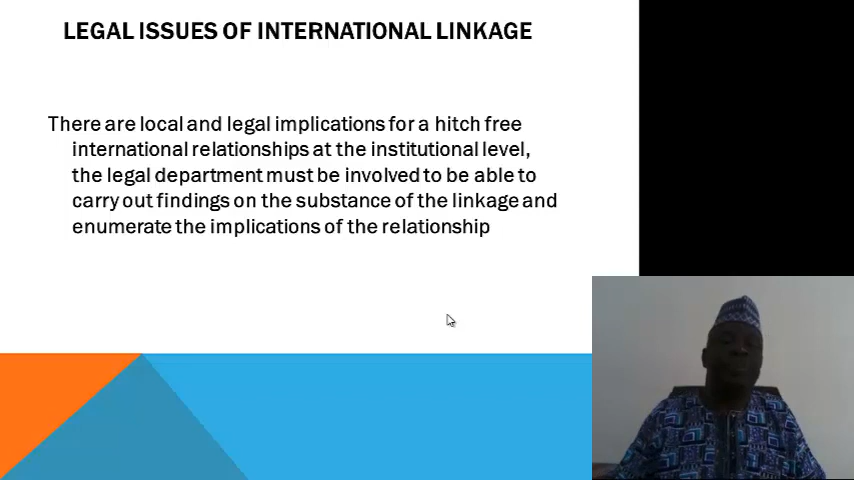 LEGAL ISSUES OF INTERNATIONAL LINKAGE
There are local and legal implications for a hitch free
international relationships at the institutional level,
the legal department must be involved to be able to
carry out findings on the substance of the linkage and
enumerate the implications of the relationship